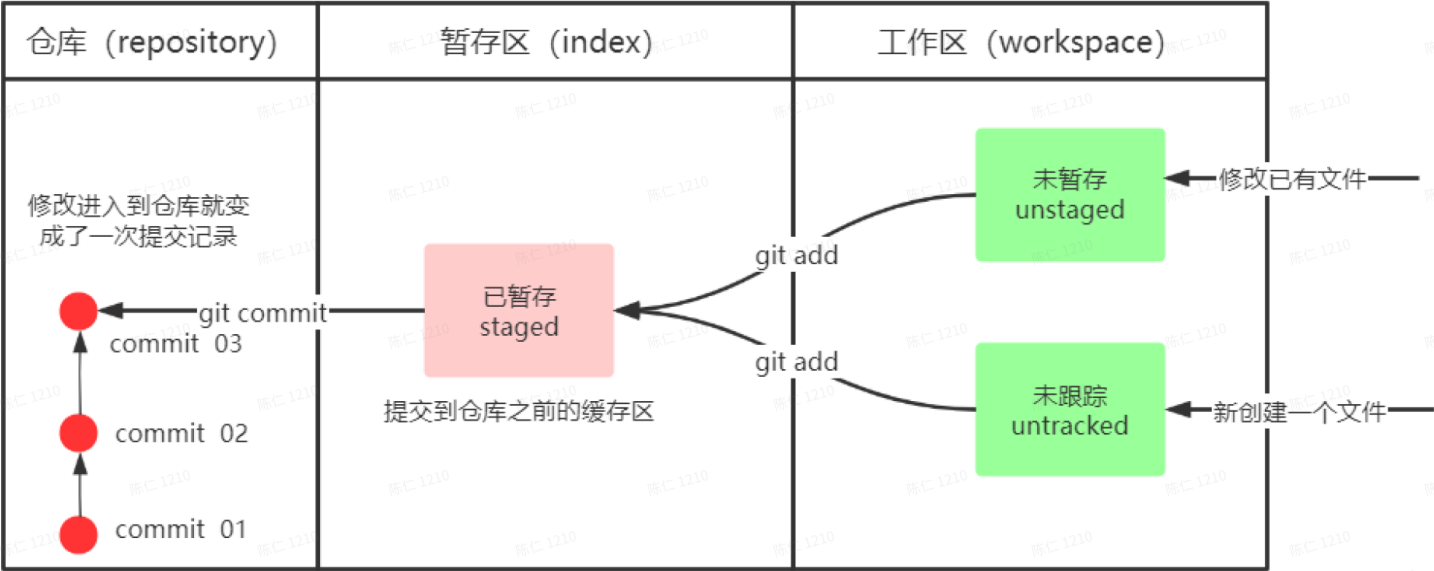 仓库（repository）
暂存区（index）
工作区（workspace）
修改进入到仓库就变
成了一次提交记录
git commit
commit 03
commit 02
commit 01
已暂存
staged
提交到仓库之前的缓存区
git add
git add
未暂存
unstaged
修改已有文件
未跟踪
untracked
新创建一个文件
陈仁 1210